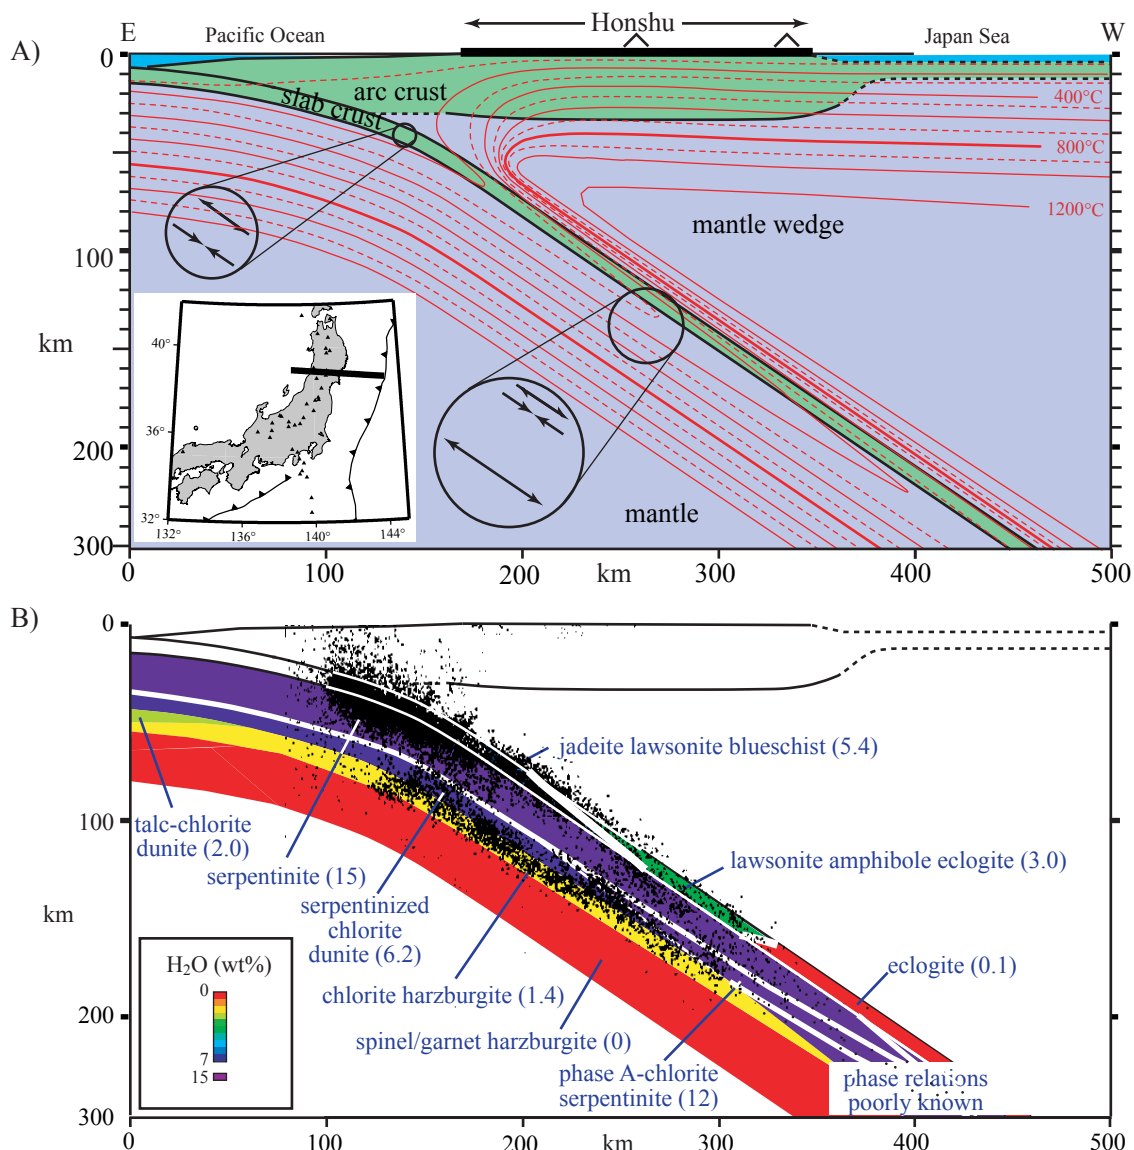 A)
E
Pacific Ocean
Honshu
Japan Sea
W
0
100
200
300
km
arc crust
slab crust
400°C
800°C
1200°C
mantle wedge
mantle
40°
36°
32°
132°
136°
140°
144°
0
100
200
km
300
400
500
B)
0
100
200
300
km
jadeite lawsonite blueschist (5.4)
talc-chlorite
dunite (2.0)
serpentinite (15)
serpentinized
chlorite
dunite (6.2)
lawsonite amphibole eclogite (3.0)
eclogite (0.1)
chlorite harzburgite (1.4)
spinel/garnet harzburgite (0)
phase A-chlorite
serpentinite (12)
phase relations
poorly known
H₂O (wt%)
0
7
15
0
100
200
km
300
400
500